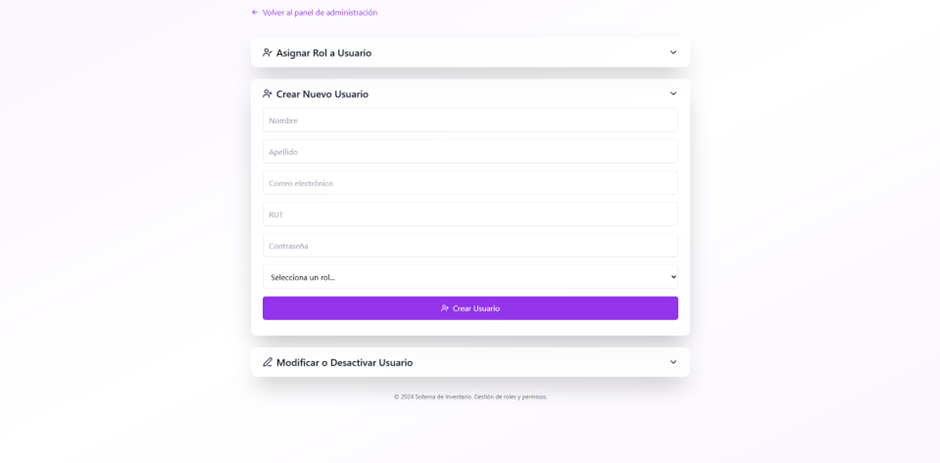 Volver al panel de administración
Asignar Rol a Usuario
Crear Nuevo Usuario
Nombre
Apellido
Correo electrónico
RUT
Contraseña
Selecciona un rol...
Crear Usuario
Modificar o Desactivar Usuario
© 2024 Sistema de Inventario. Gestión de roles y permisos.